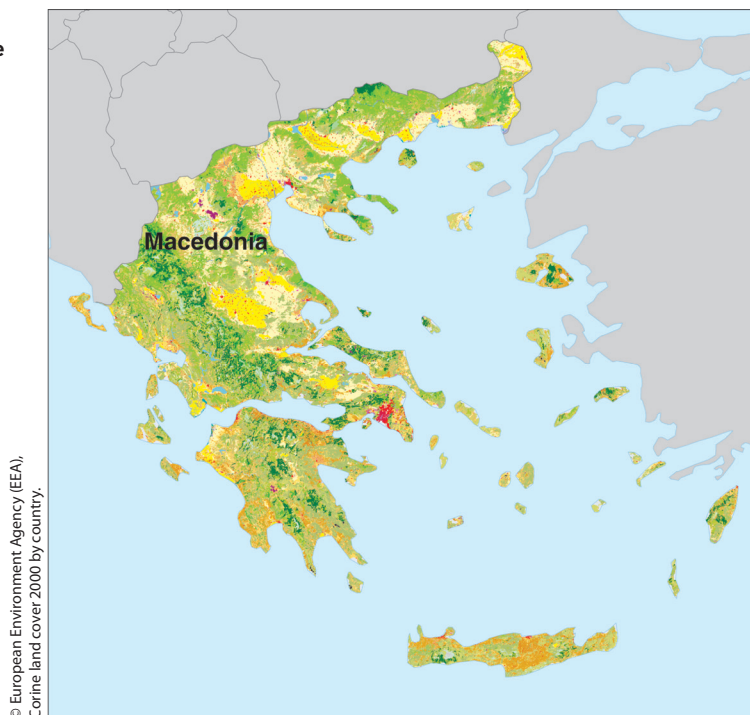 e
Macedonia
© European Environment Agency (EEA),
Corine land cover 2000 by country.